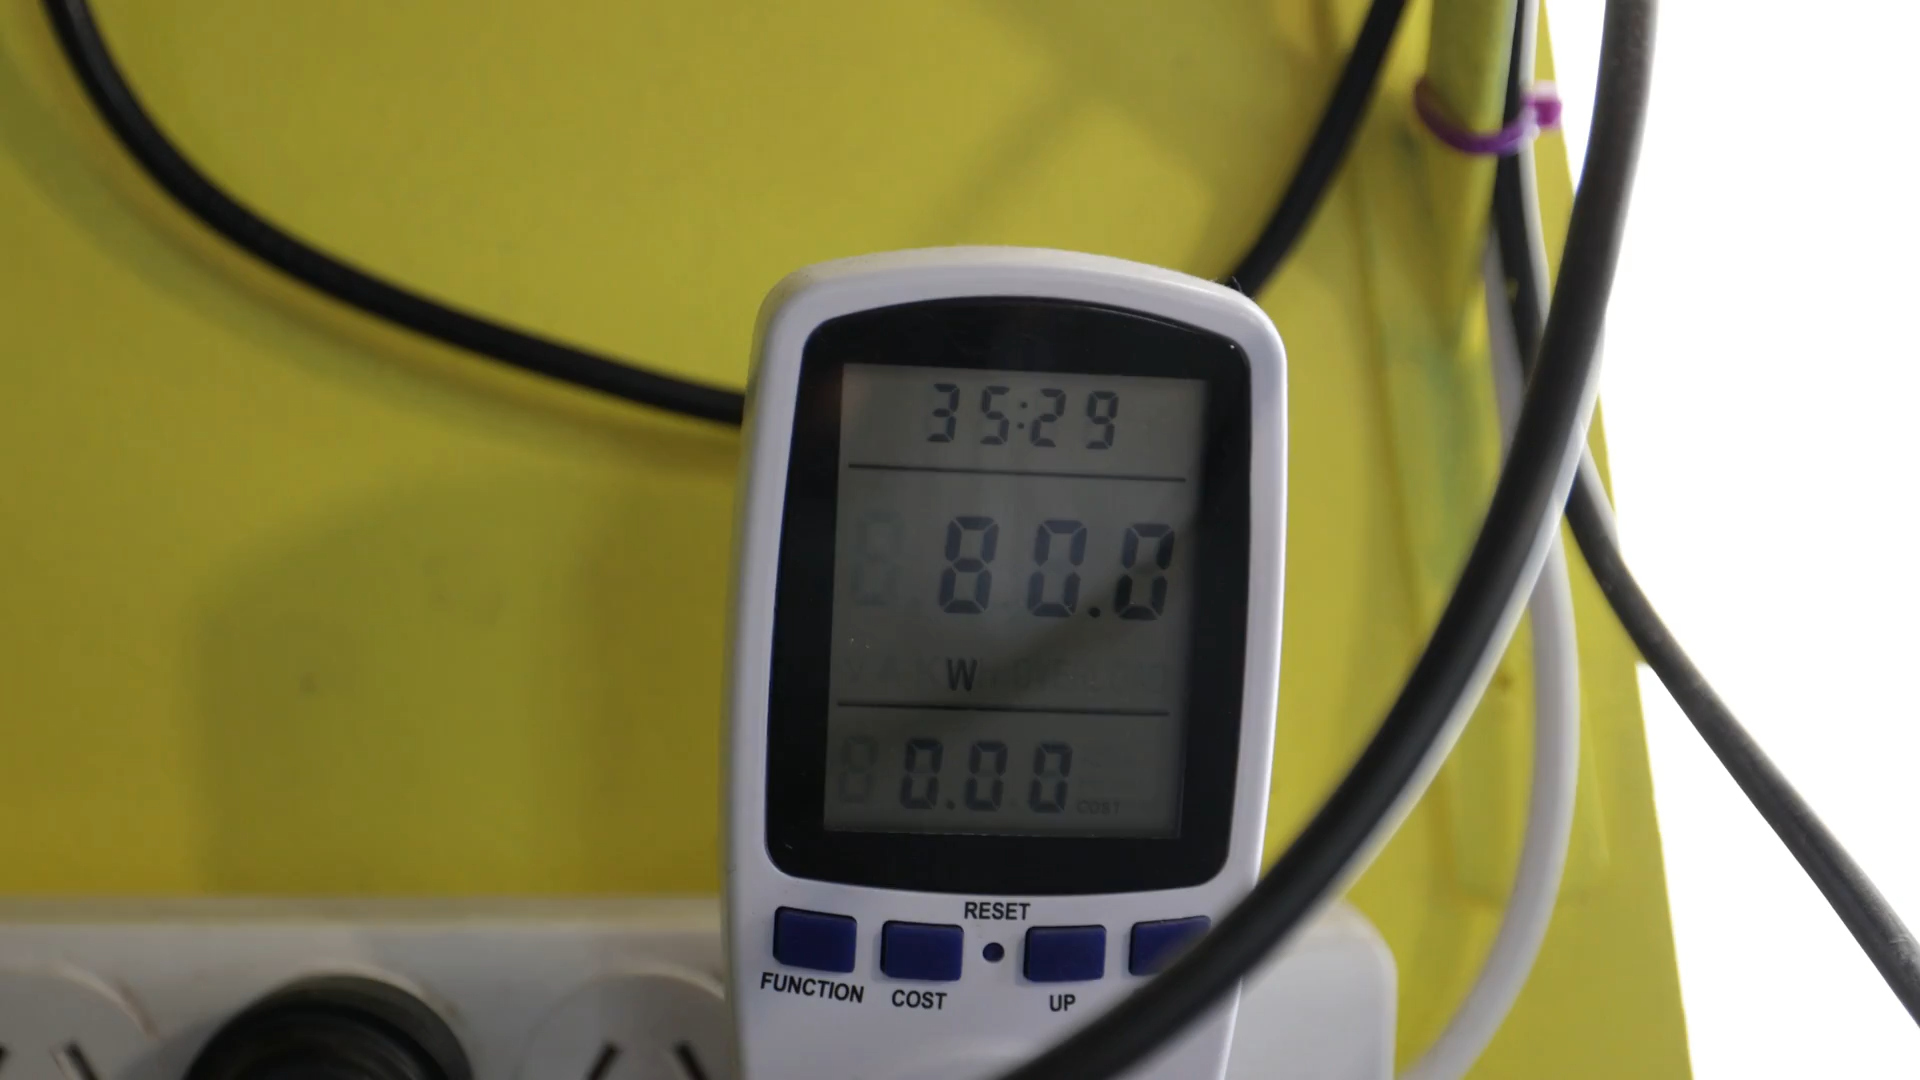 35:29
80.0
W
0.00
COST
RESET
FUNCTION COST UP